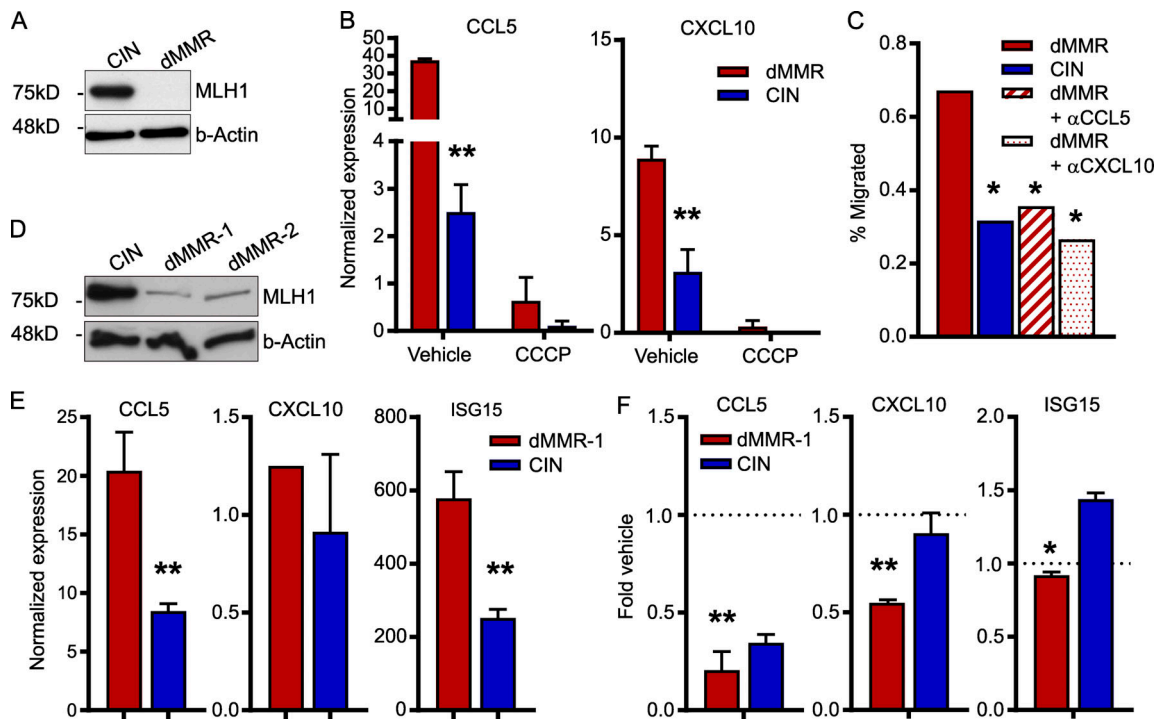 A
CIN
dMMR
75kD
MLH1
48kD
b-Actin
B
CCL5
CXCL10
Normalized expression
40
30
20
10
4
3
2
1
0
15
10
5
0
dMMR
CIN
**
**
Vehicle
CCCP
Vehicle
CCCP
C
% Migrated
0.8
0.6
0.4
0.2
0.0
dMMR
CIN
dMMR
+ αCCL5
dMMR
+ αCXCL10
*
*
*
D
CIN
dMMR-1
dMMR-2
75kD
MLH1
48kD
b-Actin
E
CCL5
CXCL10
ISG15
Normalized expression
25
20
15
10
5
0
1.5
1.0
0.5
0.0
800
600
400
200
0
dMMR-1
CIN
**
**
F
CCL5
CXCL10
ISG15
Fold vehicle
1.5
1.0
0.5
0.0
1.5
1.0
0.5
0.0
2.0
1.5
1.0
0.5
0.0
dMMR-1
CIN
**
**
*